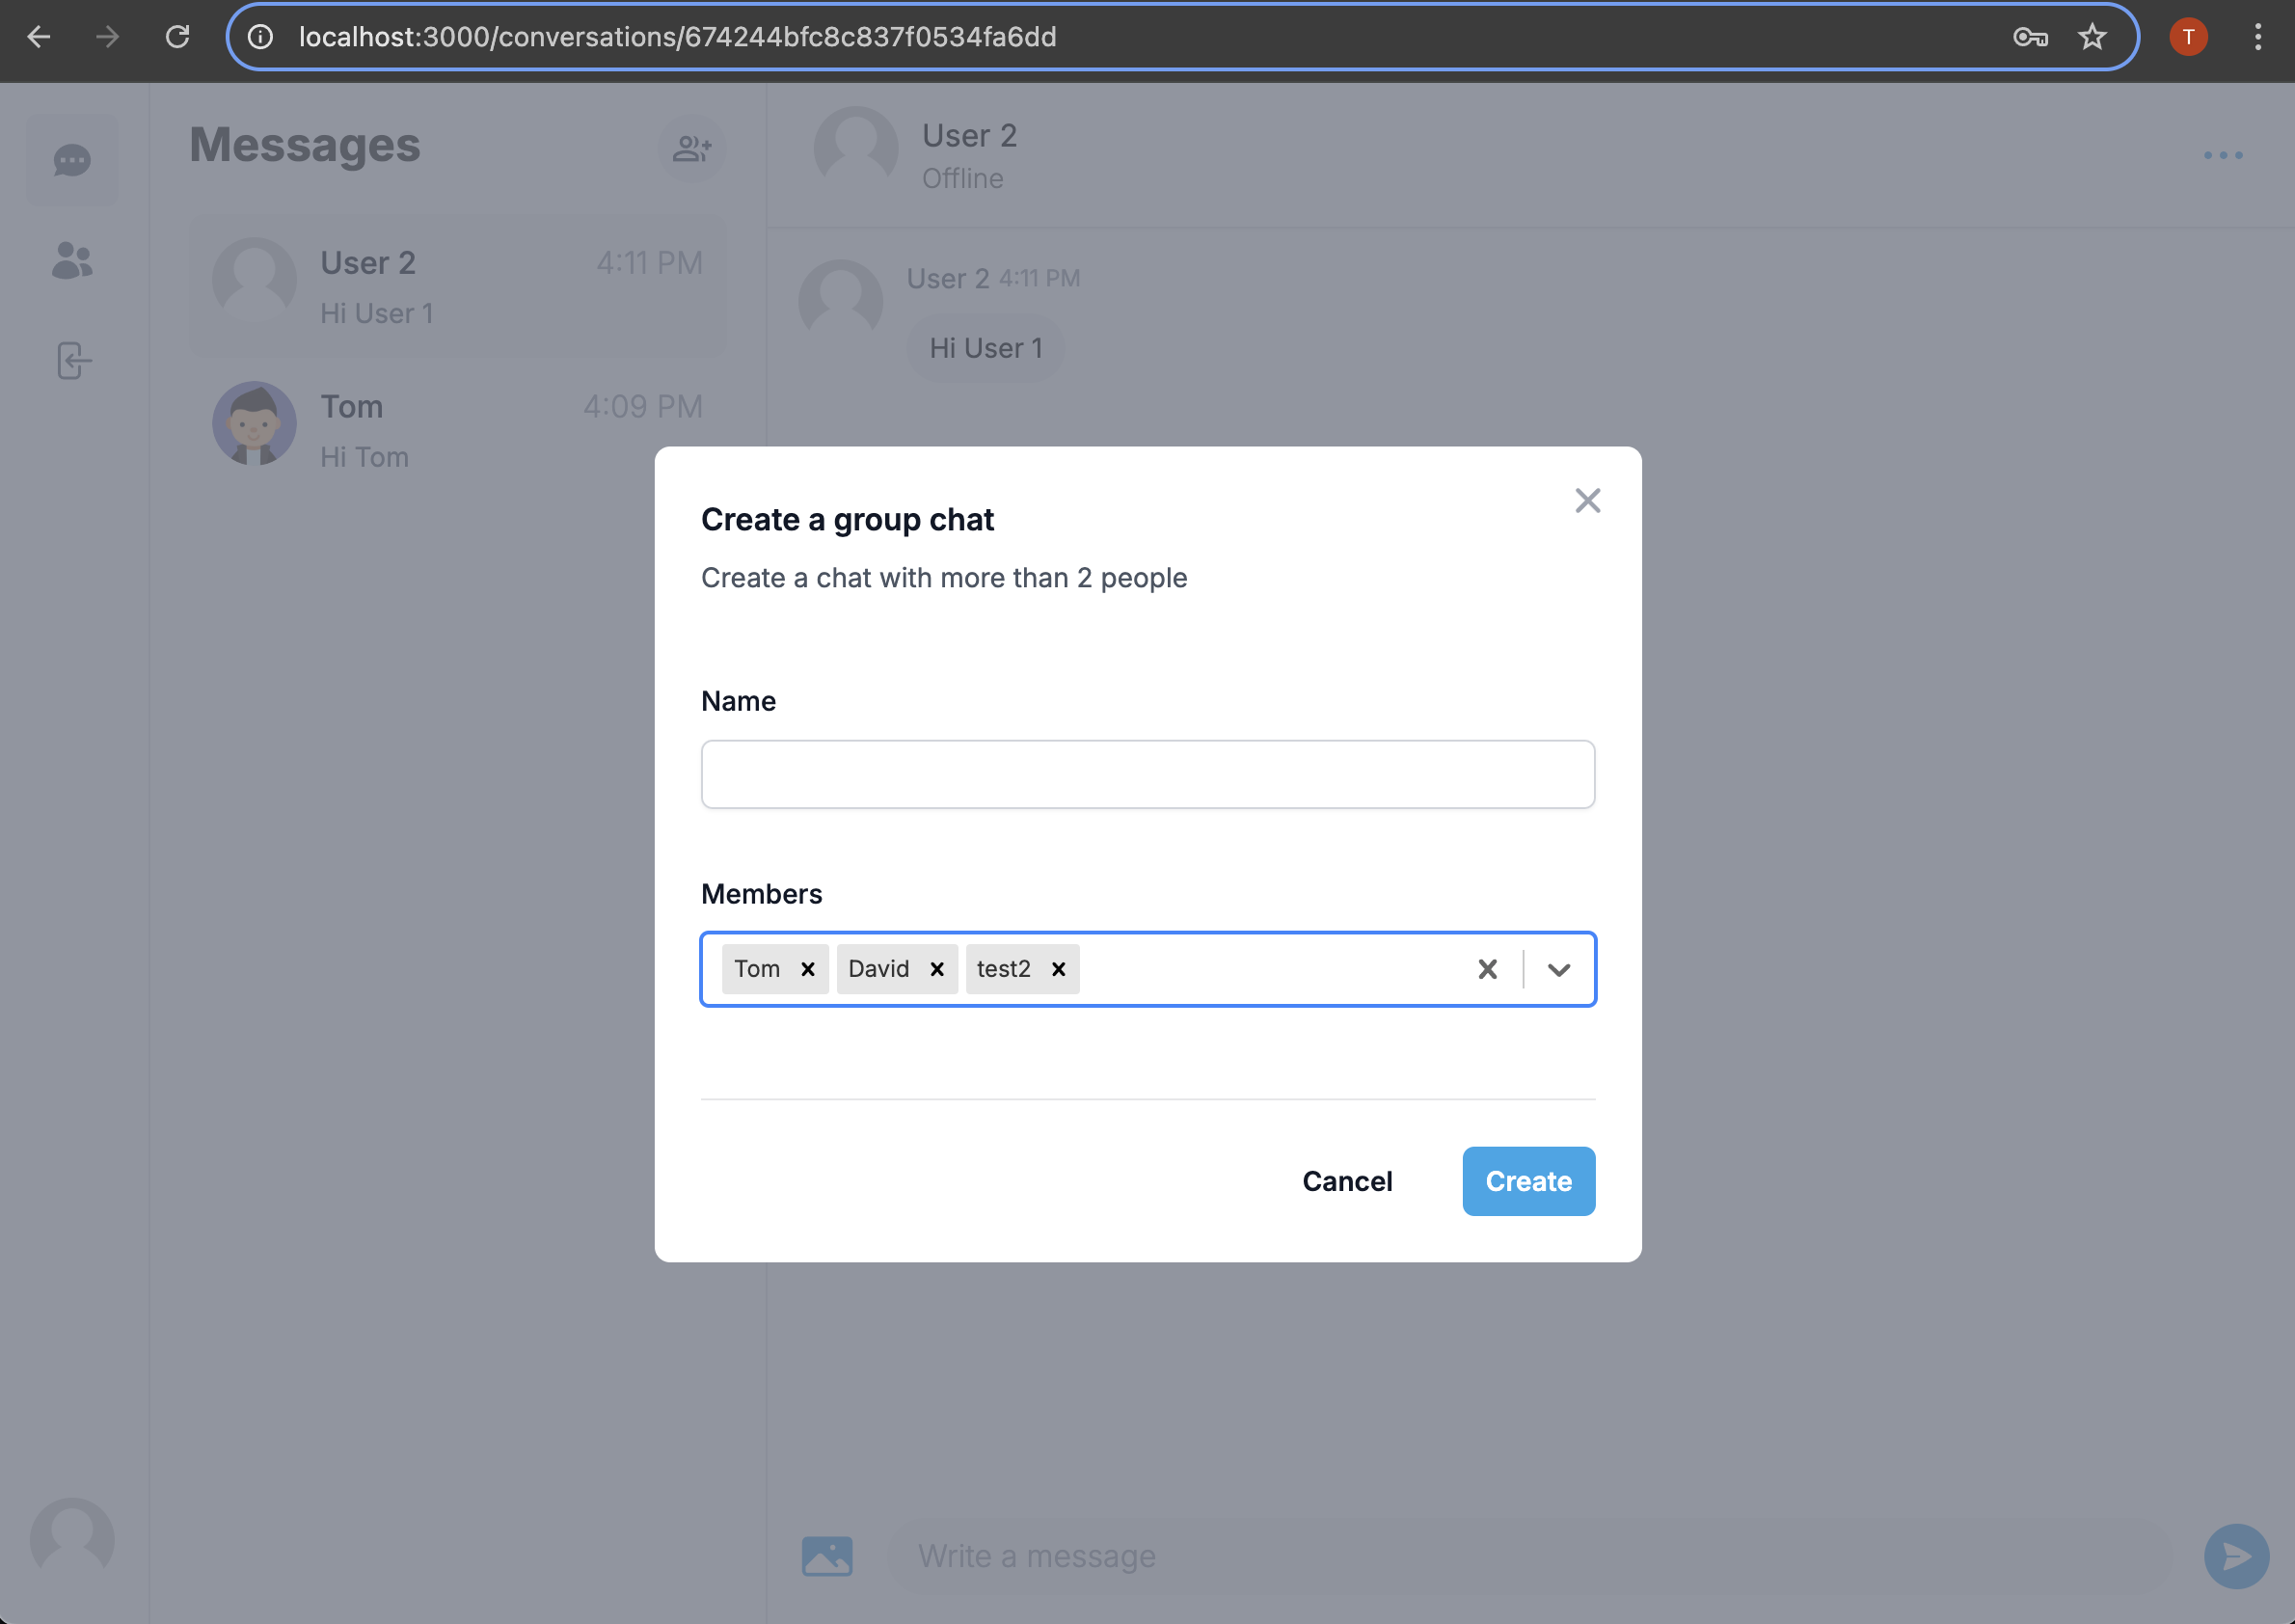 localhost:3000/conversations/674244bfc8c837f0534fa6dd
T
Messages
User 2
4:11 PM
Hi User 1
Tom
4:09 PM
Hi Tom
User 2
Offline
User 2 4:11 PM
Hi User 1
Create a group chat
Create a chat with more than 2 people
Name
Members
Tom David test2
Cancel
Create
Write a message